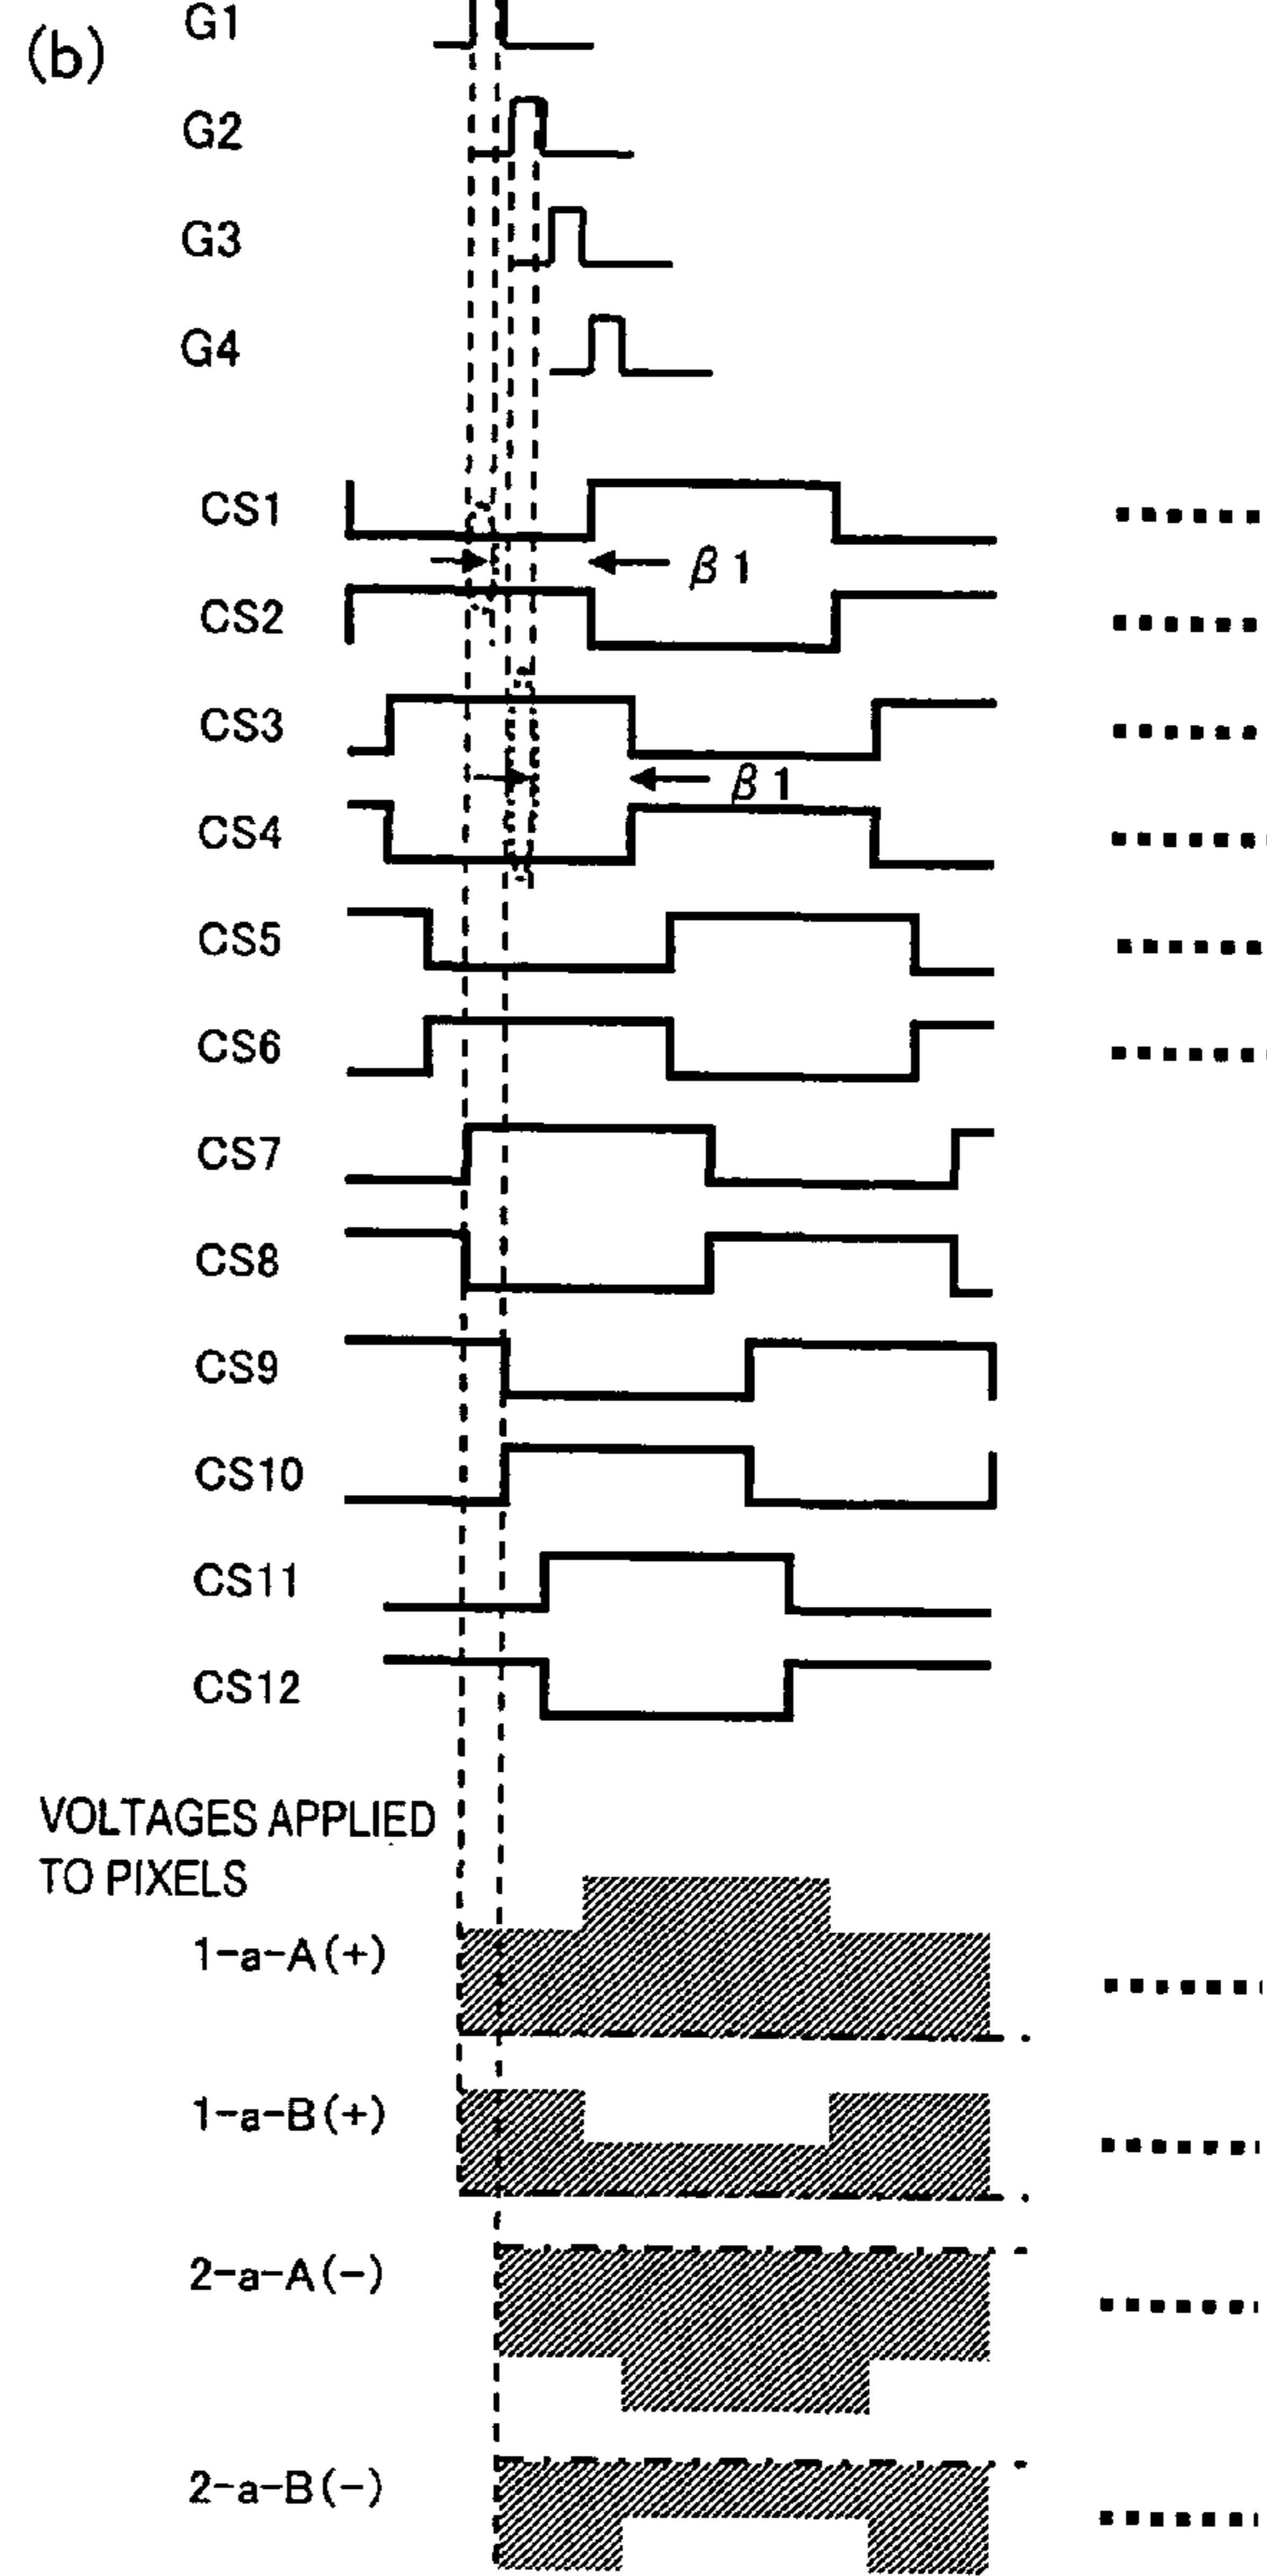 (b)
G1
G2
G3
G4
CS1
β1
CS2
CS3
β1
CS4
CS5
CS6
CS7
CS8
CS9
CS10
CS11
CS12
VOLTAGES APPLIED
TO PIXELS
1-a-A(+)
1-a-B(+)
2-a-A(-)
2-a-B(-)